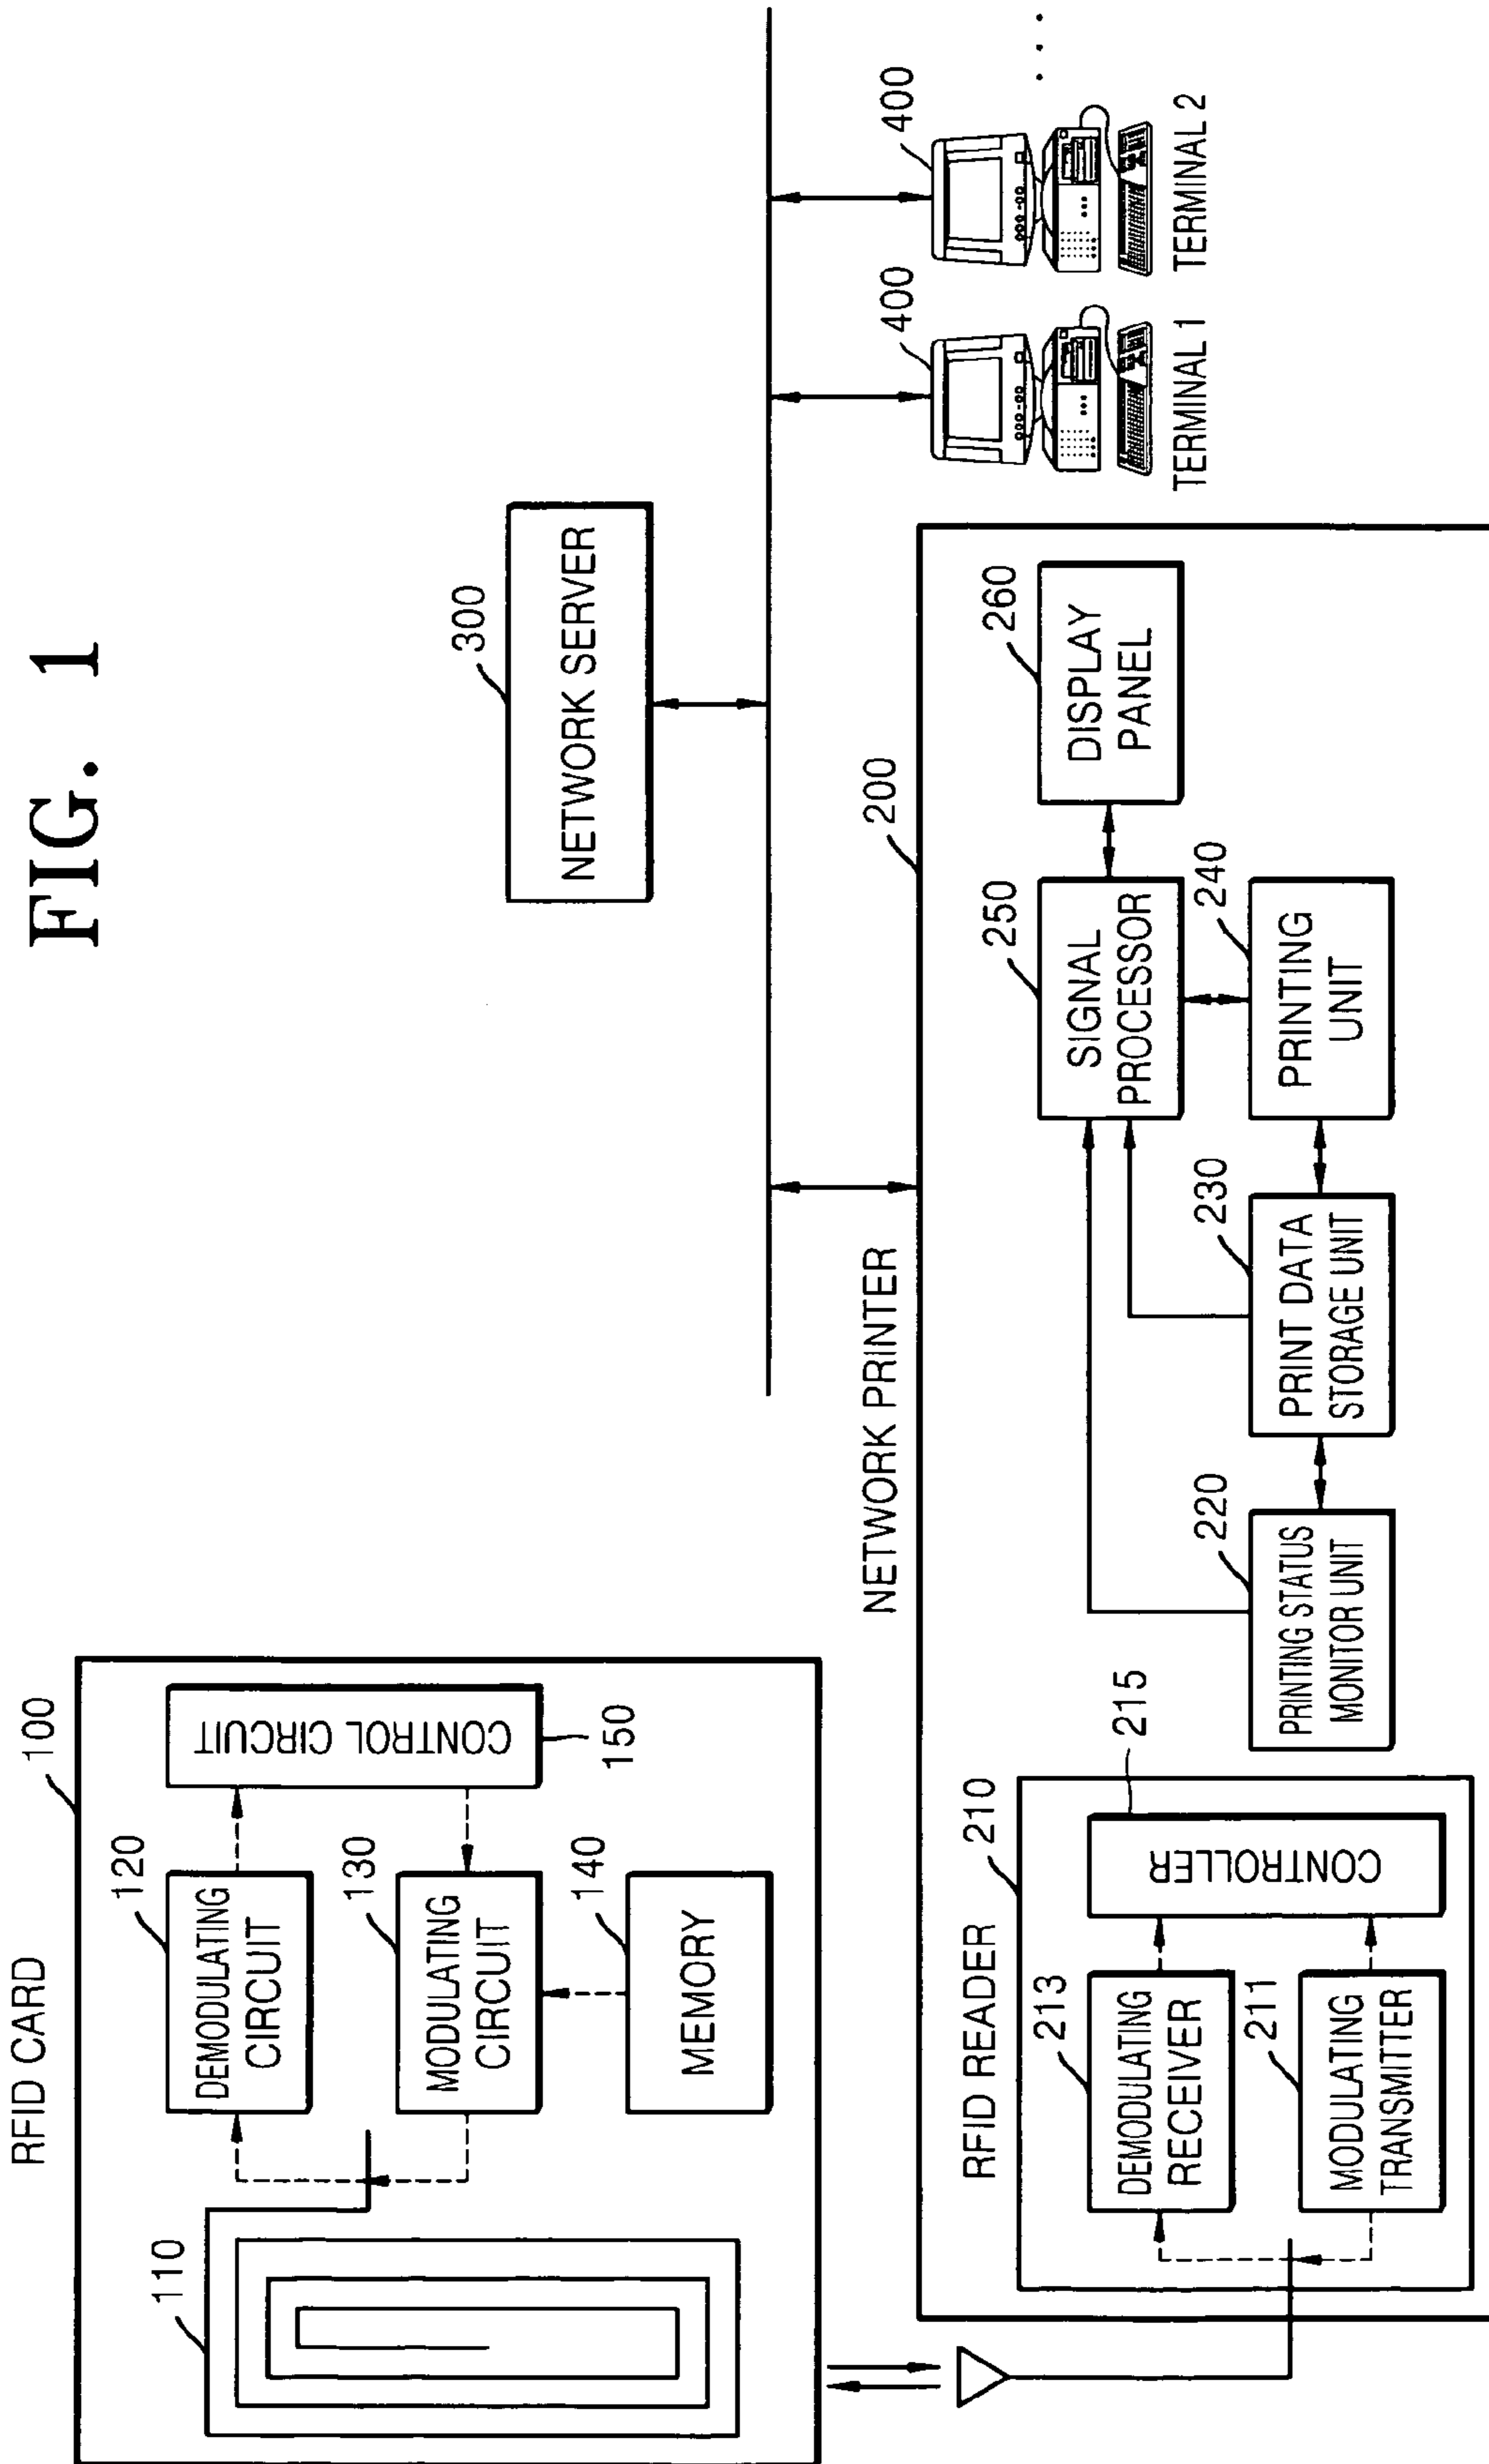 FIG. 1
RFID CARD
100
110
120
DEMODULATING
CIRCUIT
130
MODULATING
CIRCUIT
140
MEMORY
CONTROL CIRCUIT
150
300
NETWORK SERVER
NETWORK PRINTER
200
RFID READER
210
213
DEMODULATING
RECEIVER
211
MODULATING
TRANSMITTER
CONTROLLER
215
220
PRINTING STATUS
MONITOR UNIT
230
PRINT DATA
STORAGE UNIT
240
PRINTING
UNIT
250
SIGNAL
PROCESSOR
260
DISPLAY
PANEL
400
TERMINAL 1
400
TERMINAL 2
...